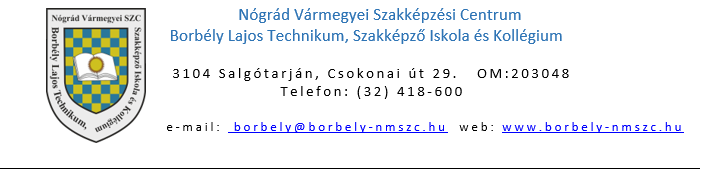 Nógrád Vármegyei SZC
Borbély Lajos Technikum,
Szakképző Iskola és Kollégium
Nógrád Vármegyei Szakképzési Centrum
Borbély Lajos Technikum, Szakképző Iskola és Kollégium
3104 Salgótarján, Csokonai út 29. OM:203048
Telefon: (32) 418-600
e-mail: borbely@borbely-nmszc.hu web: www.borbely-nmszc.hu